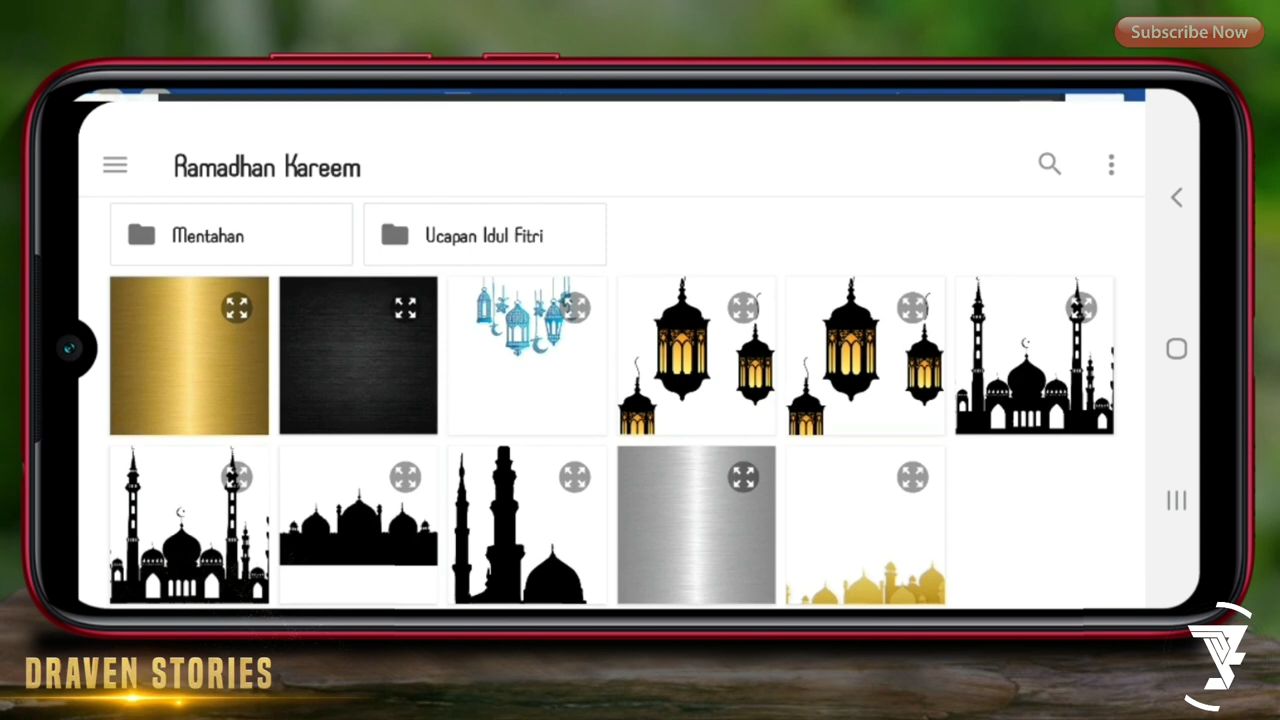 Subscribe Now
Ramadhan Kareem
Mentahan
Ucapan Idul Fitri
DRAVEN STORIES